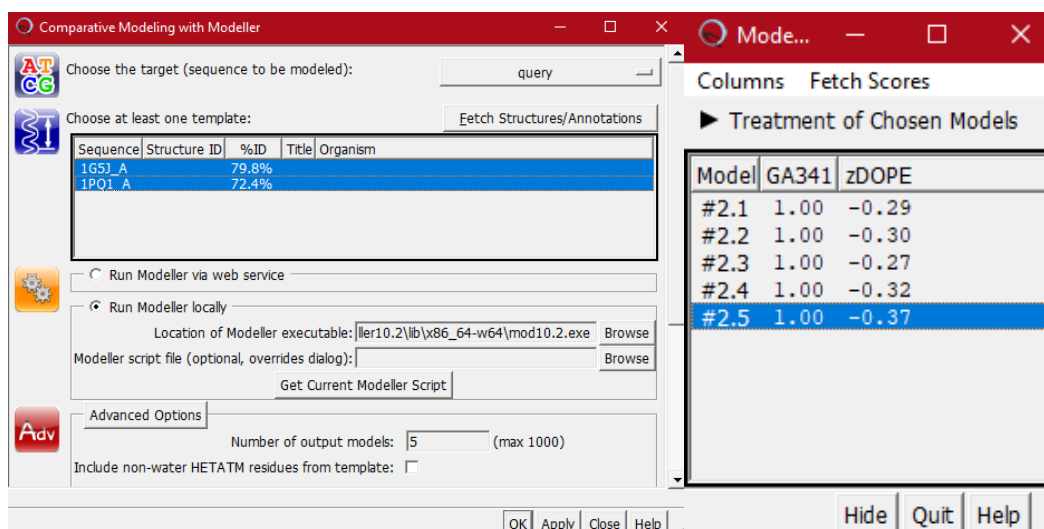 Comparative Modeling with Modeller
AT
CG
Choose the target (sequence to be modeled):
query
Choose at least one template:
Fetch Structures/Annotations
Sequence Structure ID %ID Title Organism
1G5J_A 79.8%
1PQ1_A 72.4%
Run Modeller via web service
Run Modeller locally
Location of Modeller executable: ller10.2\lib\x86_64-w64\mod10.2.exe Browse
Modeller script file (optional, overrides dialog): Browse
Get Current Modeller Script
Adv
Advanced Options
Number of output models: 5 (max 1000)
Include non-water HETATM residues from template:
OK Apply Close Help
Mode...
Columns Fetch Scores
Treatment of Chosen Models
Model GA341 zDOPE
#2.1 1.00 -0.29
#2.2 1.00 -0.30
#2.3 1.00 -0.27
#2.4 1.00 -0.32
#2.5 1.00 -0.37
Hide Quit Help